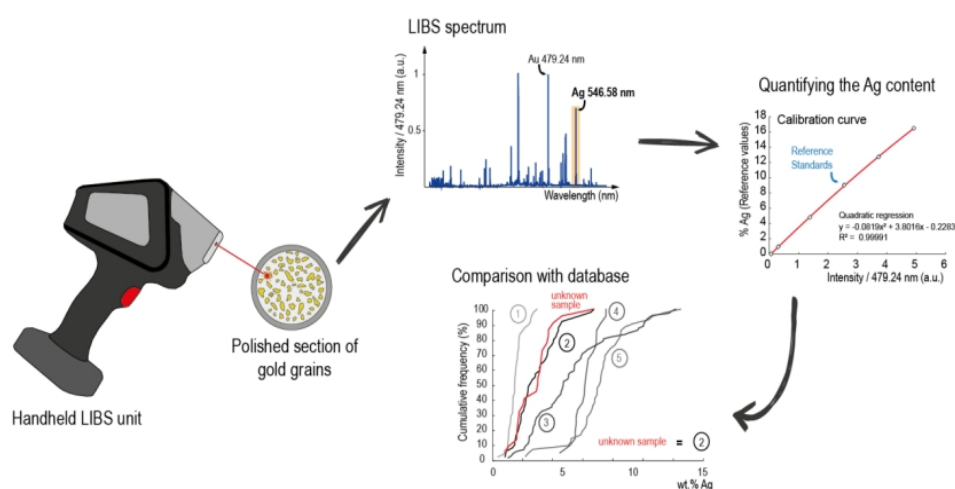 LIBS spectrum
Au 479.24 nm
Ag 546.58 nm
1
0.5
Intensity / 479.24 nm (a.u.)
Wavelength (nm)
Quantifying the Ag content
Calibration curve
18
16
14
12
10
8
6
4
2
0
% Ag (Reference values)
Reference
Standards
Quadratic regression
y = -0.0819x² + 3.8016x - 0.2283
R² = 0.99991
0 1 2 3 4 5 6
Intensity / 479.24 nm (a.u.)
Handheld LIBS unit
Polished section of
gold grains
Comparison with database
unknown
sample
100
90
80
70
60
50
40
30
20
10
0
Cumulative frequency (%)
1
2
3
4
5
unknown sample = 2
0 5 10 15
wt.% Ag